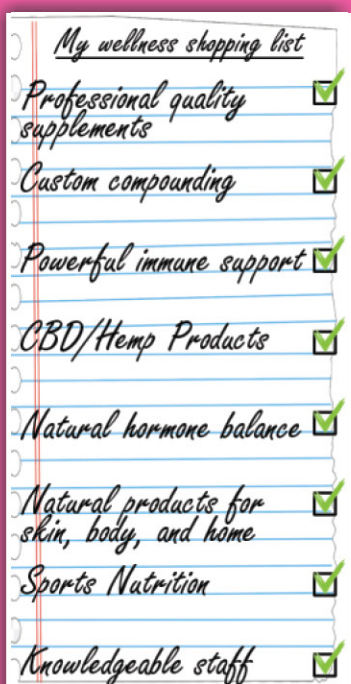 My wellness shopping list
Professional quality
supplements
Custom compounding
Powerful immune support
CBD/Hemp Products
Natural hormone balance
Natural products for
skin, body, and home
Sports Nutrition
Knowledgeable staff